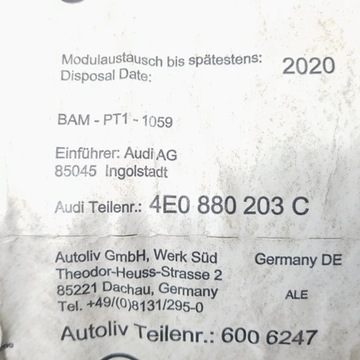 Modulaustausch bis spätestens: 2020
Disposal Date:
BAM - PT1 - 1059
Einführer: Audi AG
85045 Ingolstadt
Audi Teilenr.: 4E0 880 203 C
Autoliv GmbH, Werk Süd Germany DE
Theodor-Heuss-Strasse 2
85221 Dachau, Germany ALE
Tel. +49/(0)8131/295-0
Autoliv Teilenr.: 600 6247